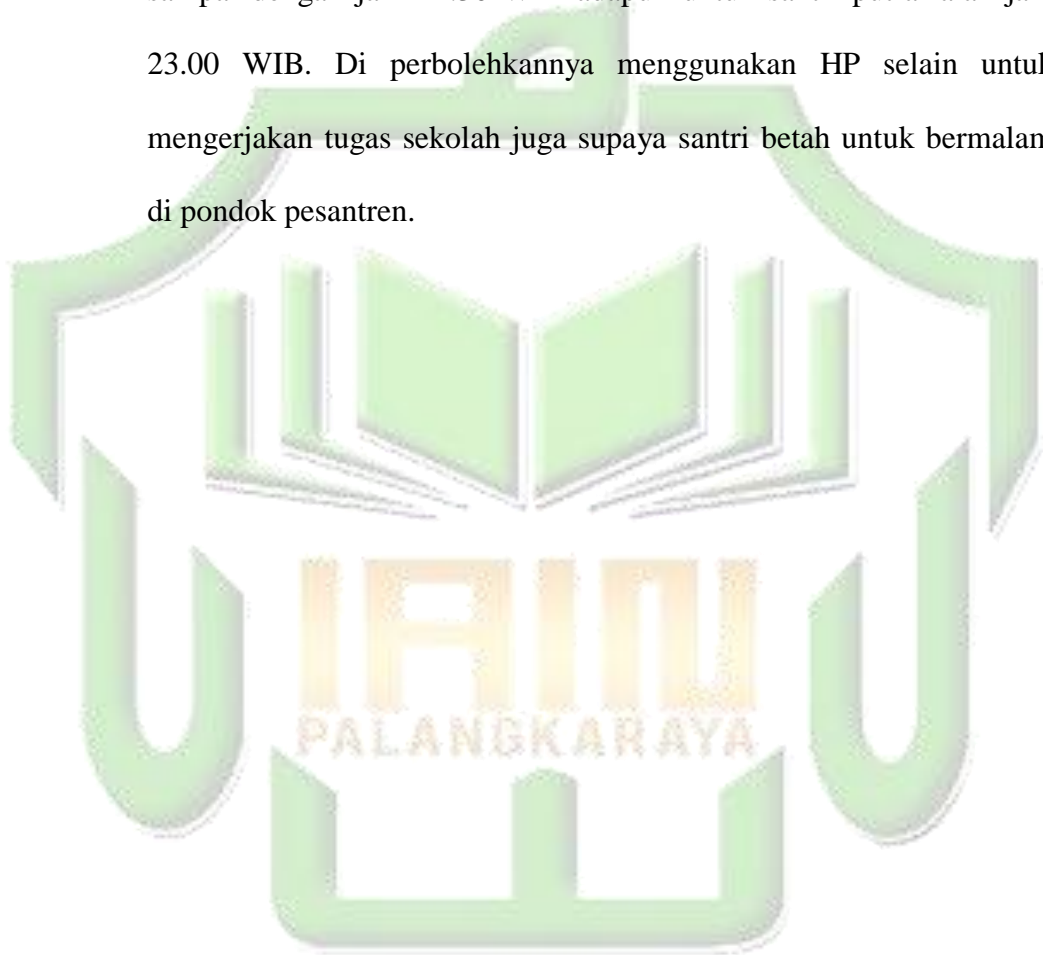 23.00 WIB. Di perbolehkannya menggunakan HP selain untuk
mengerjakan tugas sekolah juga supaya santri betah untuk bermalam
di pondok pesantren.
IAIN
PALANGKARAYA